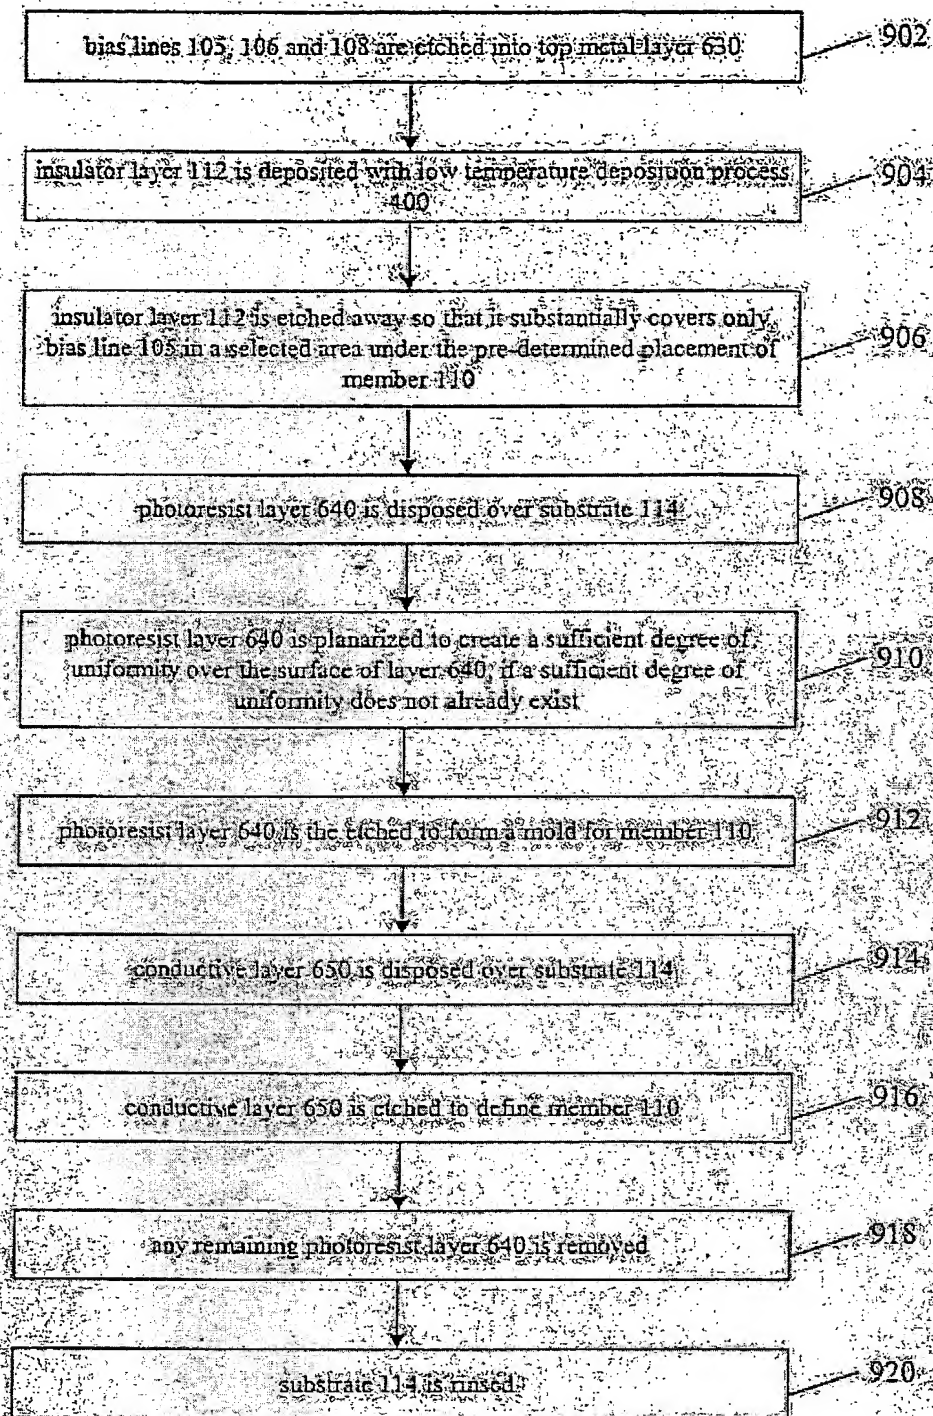 bias lines 105, 106 and 108 are etched into top metal layer 630
902
insulator layer 112 is deposited with low temperature deposition process
400
904
insulator layer 112 is etched away so that it substantially covers only
bias line 105 in a selected area under the pre-determined placement of
member 110
906
photoresist layer 640 is disposed over substrate 114
908
photoresist layer 640 is planarized to create a sufficient degree of
uniformity over the surface of layer 640, if a sufficient degree of
uniformity does not already exist
910
photoresist layer 640 is the etched to form a mold for member 110
912
conductive layer 650 is disposed over substrate 114
914
conductive layer 650 is etched to define member 110
916
any remaining photoresist layer 640 is removed
918
substrate 114 is rinsed
920